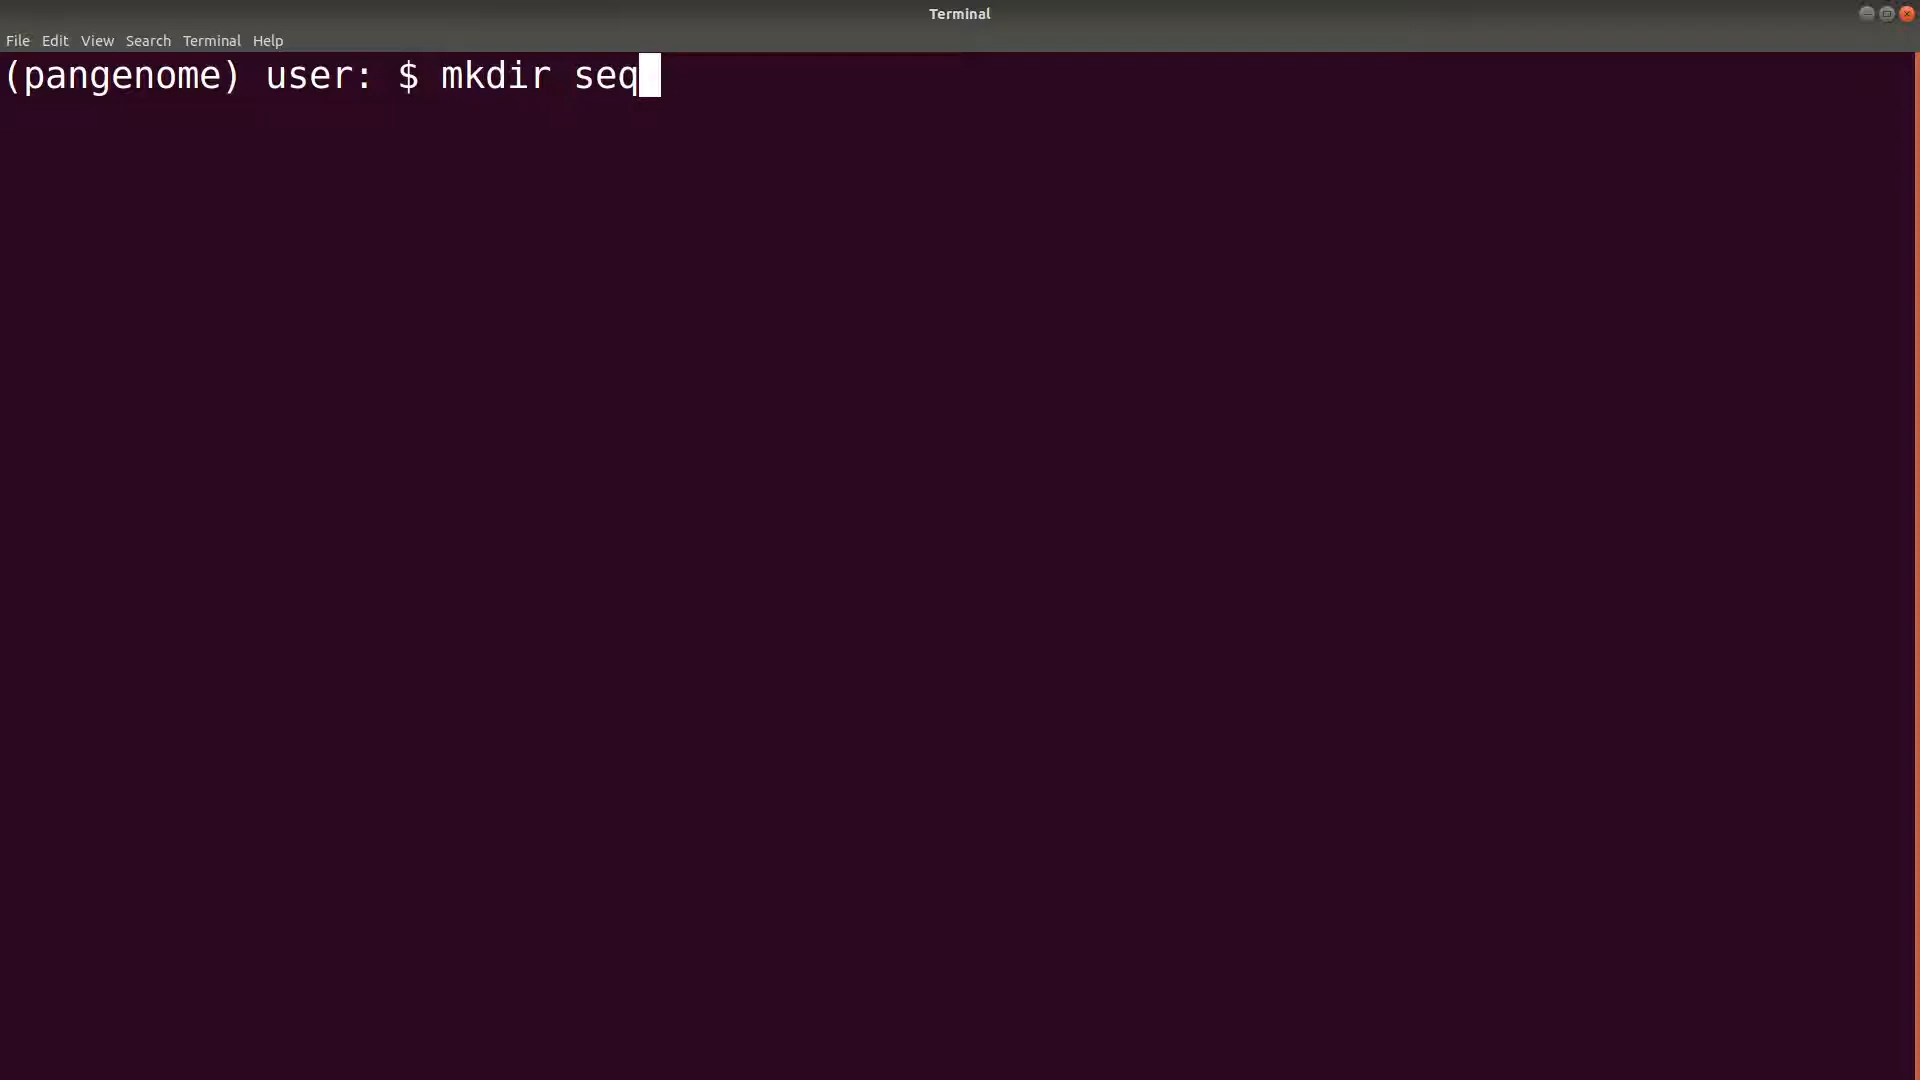 Terminal
File Edit View Search Terminal Help
(pangenome) user: $ mkdir seq